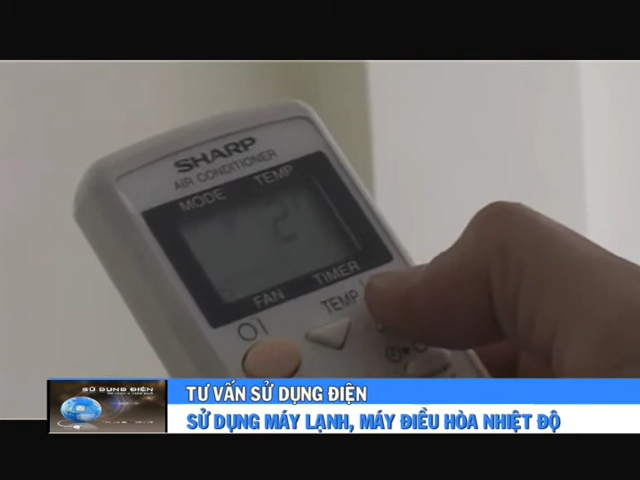 SHARP
AIR CONDITIONER
MODE TEMP
2
FAN TIMER
TEMP
SỬ DỤNG ĐIỆN
TƯ VẤN SỬ DỤNG ĐIỆN
SỬ DỤNG MÁY LẠNH, MÁY ĐIỀU HÒA NHIỆT ĐỘ